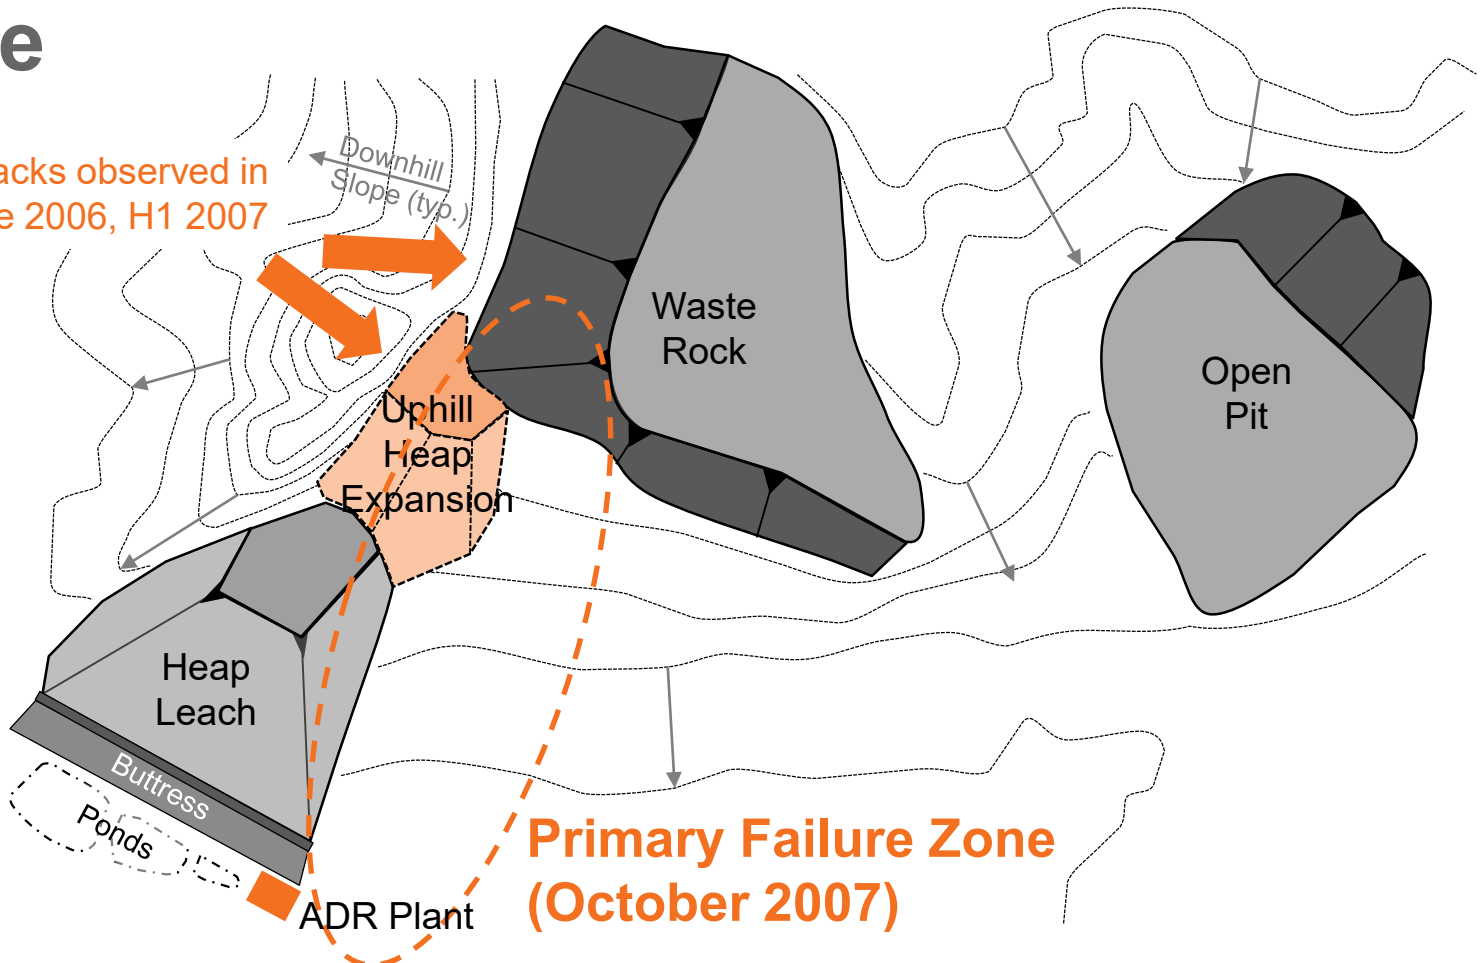 e
acks observed in
e 2006, H1 2007
Downhill
Slope (typ.)
Waste
Rock
Open
Pit
Uphill
Heap
Expansion
Heap
Leach
Buttress
Ponds
ADR Plant
Primary Failure Zone
(October 2007)